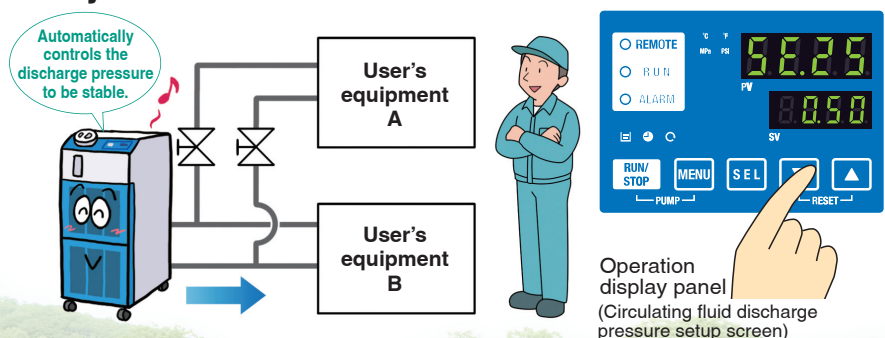 Automatically
controls the
discharge pressure
to be stable.
User's
equipment
A
User's
equipment
B
REMOTE
RUN
ALARM
°C °F
MPa PSI
SE.25
PV
0.50
SV
RUN/
STOP
MENU
SEL
▼
▲
PUMP
RESET
Operation
display panel
(Circulating fluid discharge
pressure setup screen)